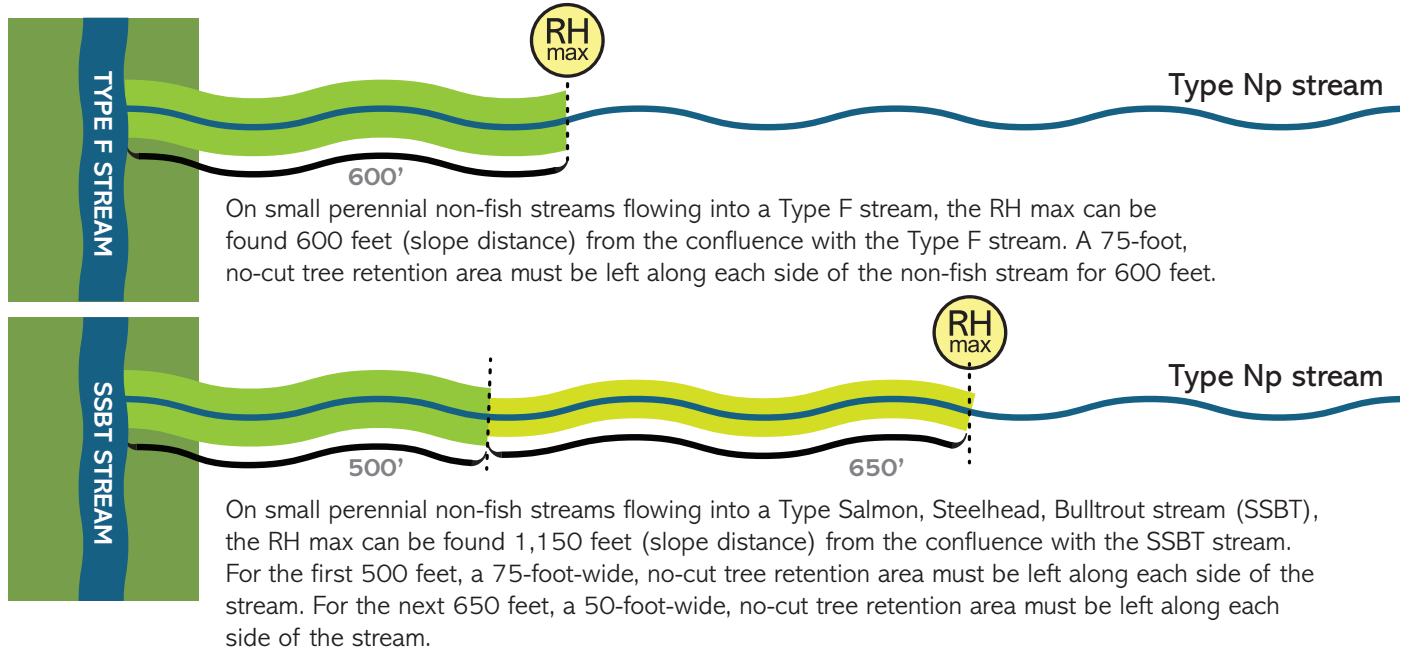 RH
max
Type Np stream
TYPE F STREAM
600’
On small perennial non-fish streams flowing into a Type F stream, the RH max can be
found 600 feet (slope distance) from the confluence with the Type F stream. A 75-foot,
no-cut tree retention area must be left along each side of the non-fish stream for 600 feet.
RH
max
Type Np stream
SSBT STREAM
500’
650’
On small perennial non-fish streams flowing into a Type Salmon, Steelhead, Bulltrout stream (SSBT),
the RH max can be found 1,150 feet (slope distance) from the confluence with the SSBT stream.
For the first 500 feet, a 75-foot-wide, no-cut tree retention area must be left along each side of the
stream. For the next 650 feet, a 50-foot-wide, no-cut tree retention area must be left along each
side of the stream.